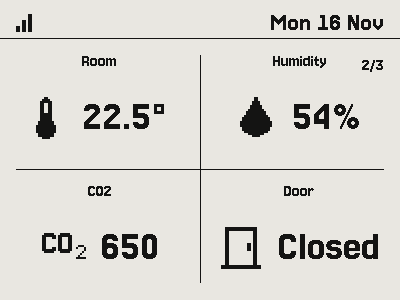 Mon 16 Nov
Room
22.5°
Humidity
2/3
54%
CO2
CO₂ 650
Door
Closed